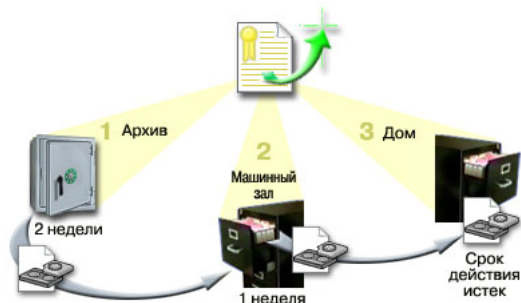 1 Архив
2
Машинный
зал
3 Дом
2 недели
1 неделя
Срок
действия
истек